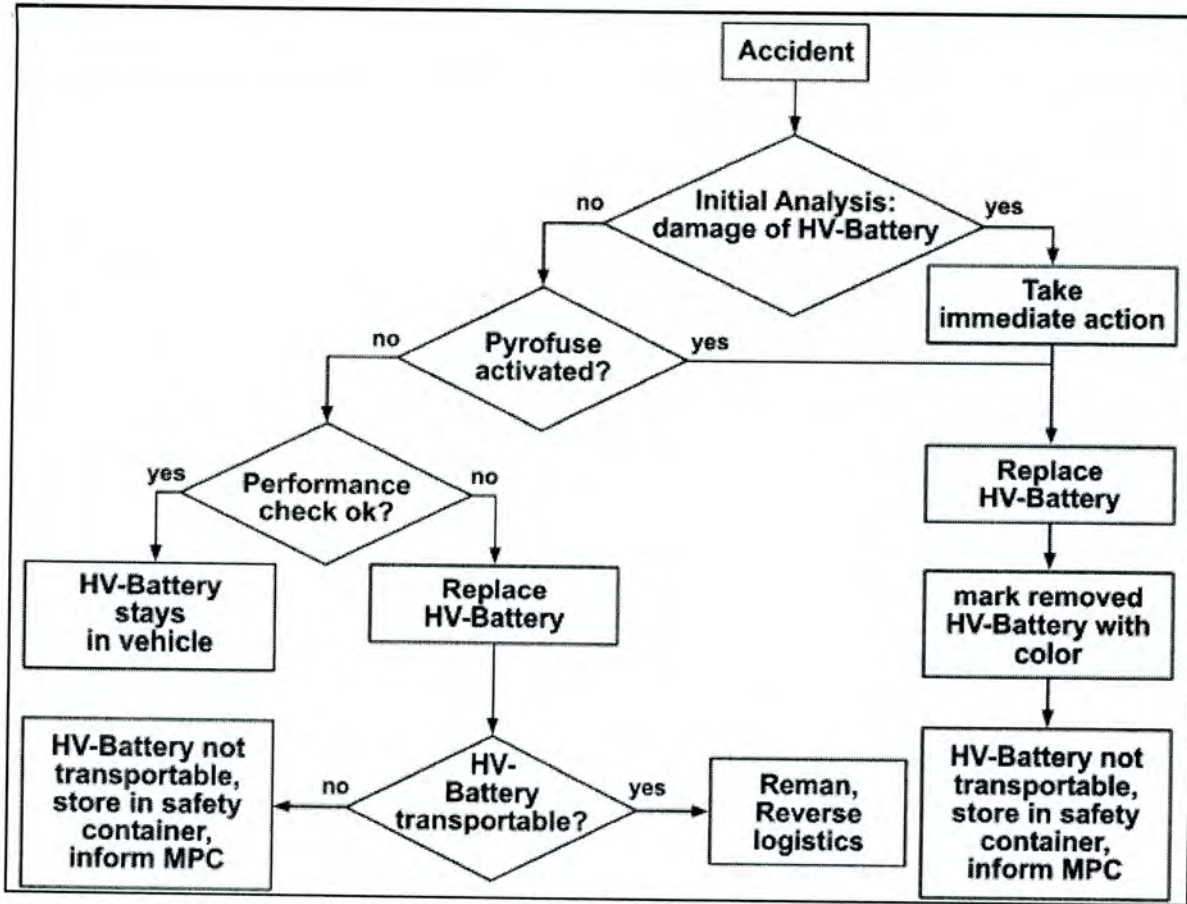 Accident
Initial Analysis:
damage of HV-Battery
no
yes
Take
immediate action
Pyrofuse
activated?
no
yes
Performance
check ok?
yes
no
Replace
HV-Battery
HV-Battery
stays
in vehicle
Replace
HV-Battery
mark removed
HV-Battery with
color
HV-Battery not
transportable,
store in safety
container,
inform MPC
no
HV-
Battery
transportable?
yes
Reman,
Reverse
logistics
HV-Battery not
transportable,
store in safety
container,
inform MPC